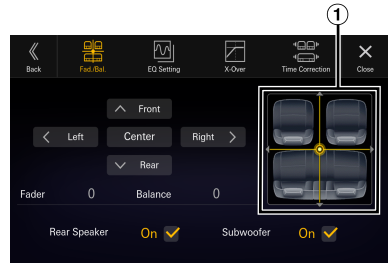 1
Back Fad./Bal. EQ Setting X-Over Time Correction Close
Front
Left Center Right
Rear
Fader 0 Balance 0
Rear Speaker On Subwoofer On